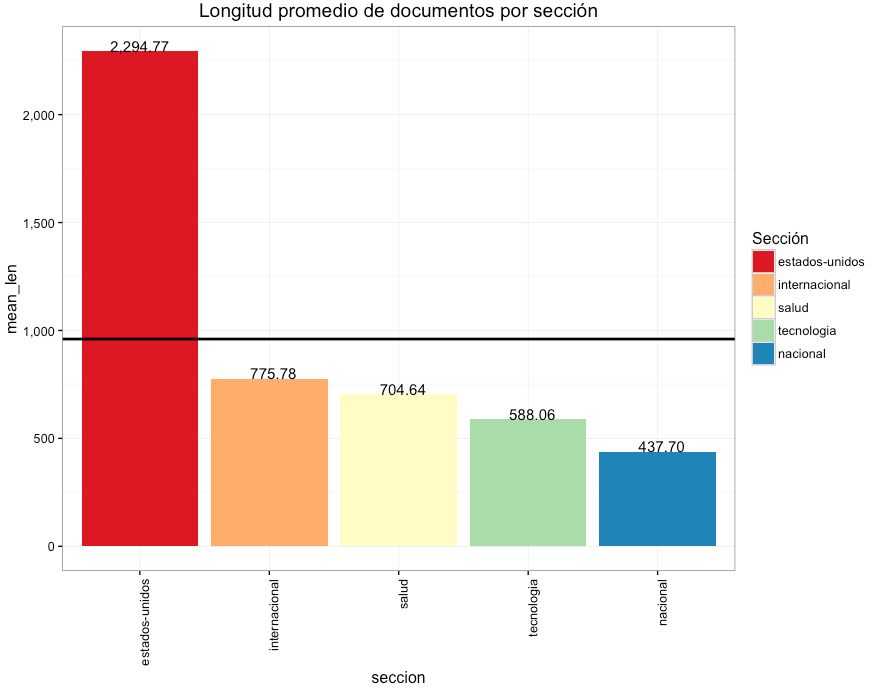 Longitud promedio de documentos por sección
mean_len
2,000
1,500
1,000
500
0
2,294.77
775.78
704.64
588.06
437.70
estados-unidos
internacional
salud
tecnologia
nacional
seccion
Sección
estados-unidos
internacional
salud
tecnologia
nacional